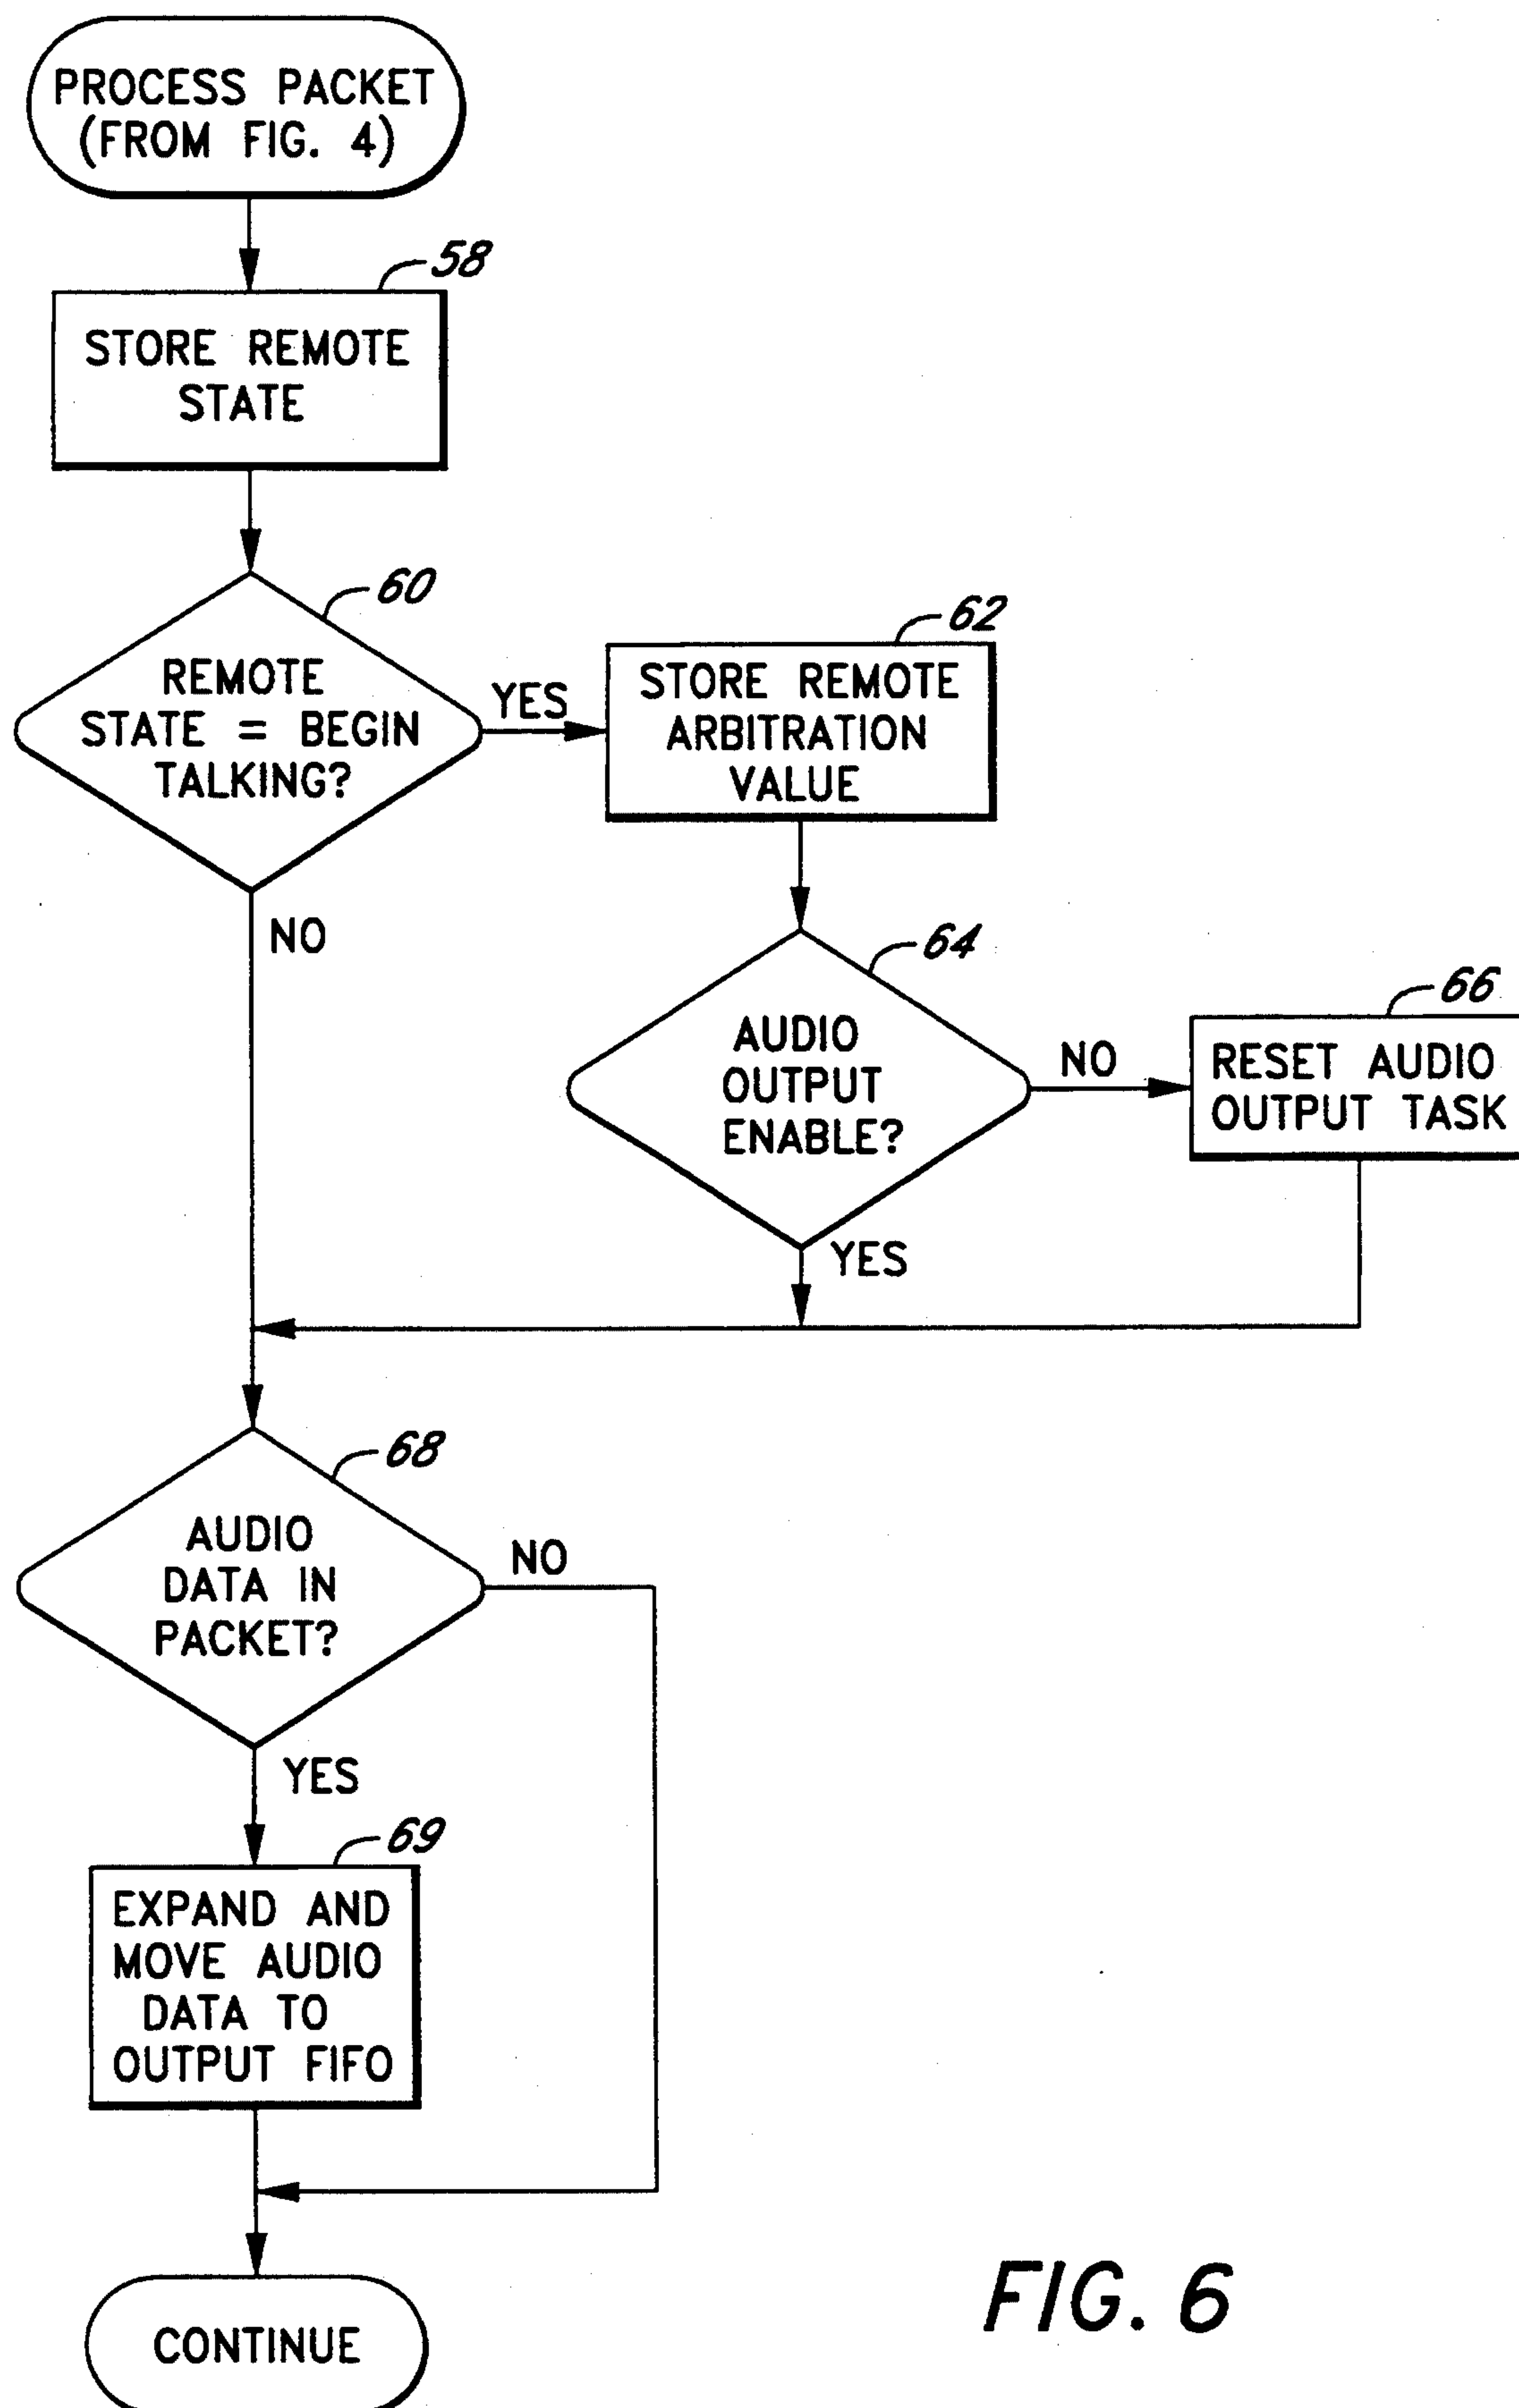 PROCESS PACKET
(FROM FIG. 4)
58
STORE REMOTE
STATE
60
REMOTE
STATE = BEGIN
TALKING?
YES
NO
62
STORE REMOTE
ARBITRATION
VALUE
64
AUDIO
OUTPUT
ENABLE?
NO
YES
66
RESET AUDIO
OUTPUT TASK
68
AUDIO
DATA IN
PACKET?
NO
YES
69
EXPAND AND
MOVE AUDIO
DATA TO
OUTPUT FIFO
CONTINUE
FIG. 6